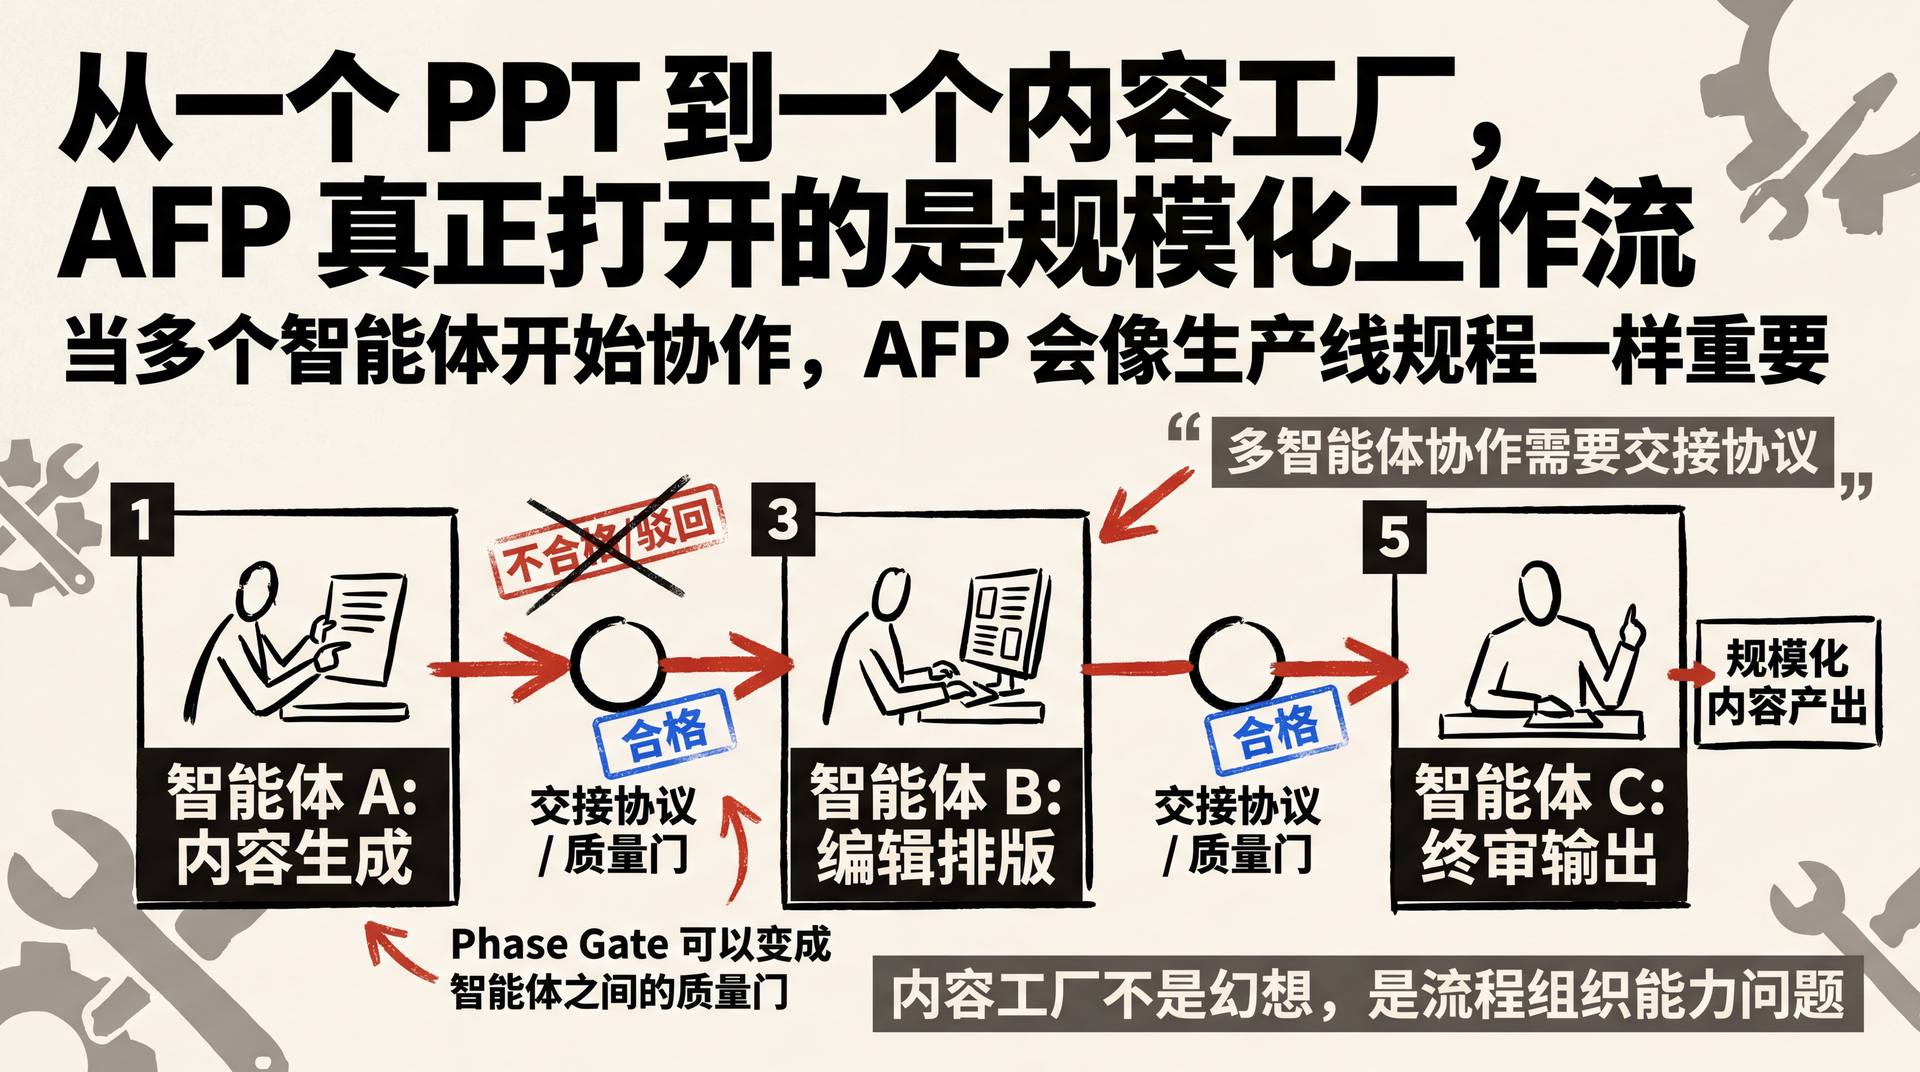 从一个 PPT 到一个内容工厂，
AFP 真正打开的是规模化工作流
当多个智能体开始协作，AFP 会像生产线规程一样重要
“多智能体协作需要交接协议”
1
不合格/驳回
3
5
合格
合格
规模化
内容产出
智能体 A:
内容生成
交接协议
/ 质量门
智能体 B:
编辑排版
交接协议
/ 质量门
智能体 C:
终审输出
Phase Gate 可以变成
智能体之间的质量门
内容工厂不是幻想，是流程组织能力问题